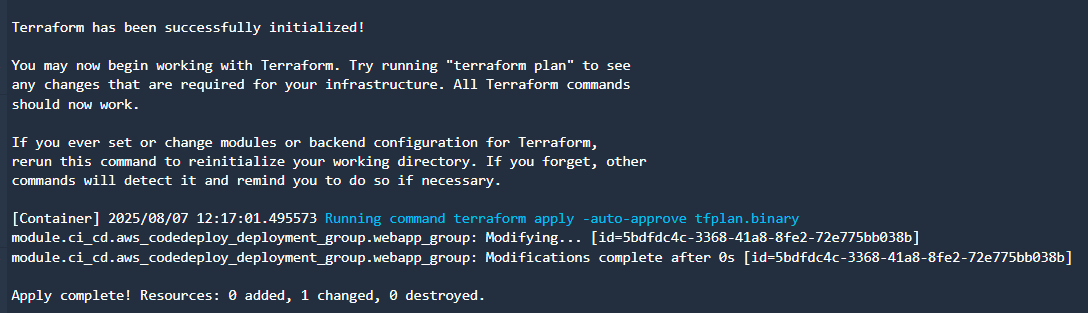 Terraform has been successfully initialized!
You may now begin working with Terraform. Try running "terraform plan" to see
any changes that are required for your infrastructure. All Terraform commands
should now work.
If you ever set or change modules or backend configuration for Terraform,
rerun this command to reinitialize your working directory. If you forget, other
commands will detect it and remind you to do so if necessary.
[Container] 2025/08/07 12:17:01.495573 Running command terraform apply -auto-approve tfplan.binary
module.ci_cd.aws_codedeploy_deployment_group.webapp_group: Modifying... [id=5bdfdc4c-3368-41a8-8fe2-72e775bb038b]
module.ci_cd.aws_codedeploy_deployment_group.webapp_group: Modifications complete after 0s [id=5bdfdc4c-3368-41a8-8fe2-72e775bb038b]
Apply complete! Resources: 0 added, 1 changed, 0 destroyed.